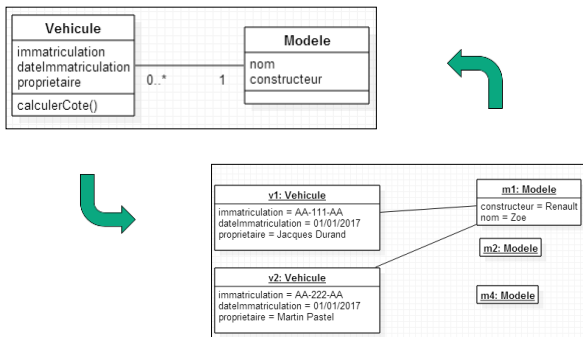 Vehicule
immatriculation
dateImmatriculation
proprietaire
calculerCote()
0..*
1
Modele
nom
constructeur
v1: Vehicule
immatriculation = AA-111-AA
dateImmatriculation = 01/01/2017
proprietaire = Jacques Durand
m1: Modele
constructeur = Renault
nom = Zoe
m2: Modele
v2: Vehicule
immatriculation = AA-222-AA
dateImmatriculation = 01/01/2017
proprietaire = Martin Pastel
m4: Modele